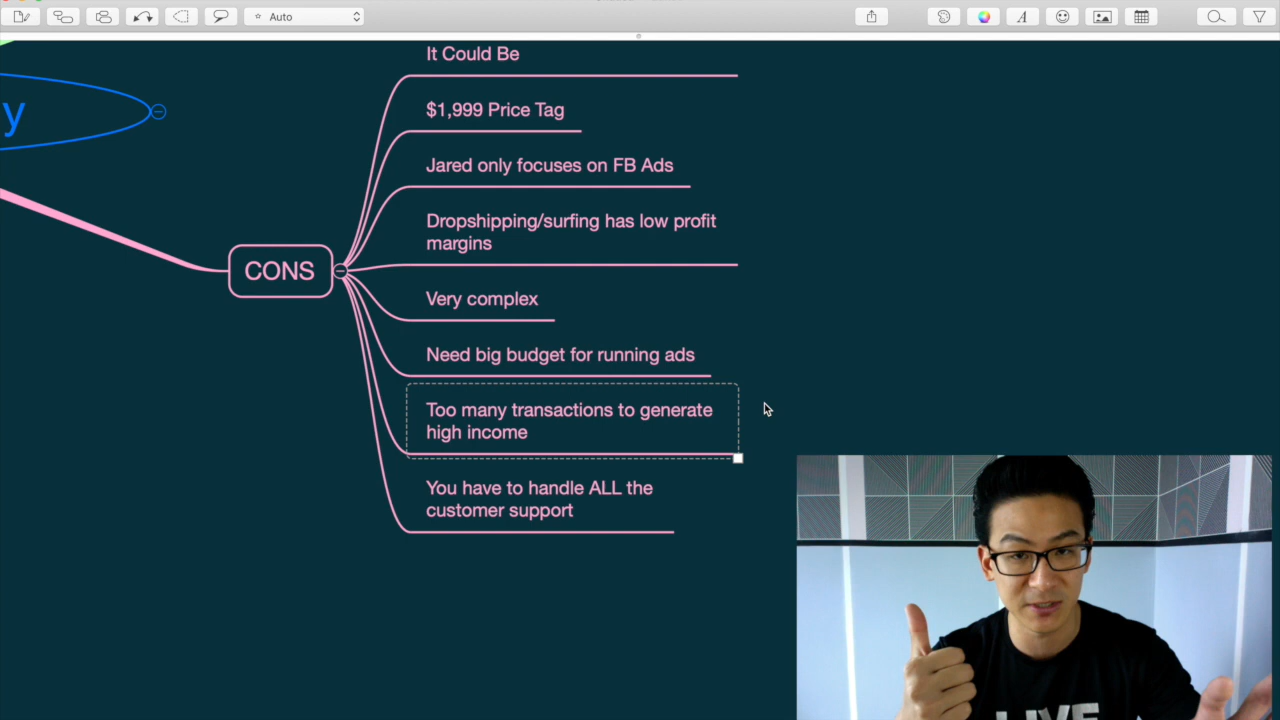 Auto
It Could Be
$1,999 Price Tag
y
Jared only focuses on FB Ads
Dropshipping/surfing has low profit
margins
CONS
Very complex
Need big budget for running ads
Too many transactions to generate
high income
You have to handle ALL the
customer support
LIVE